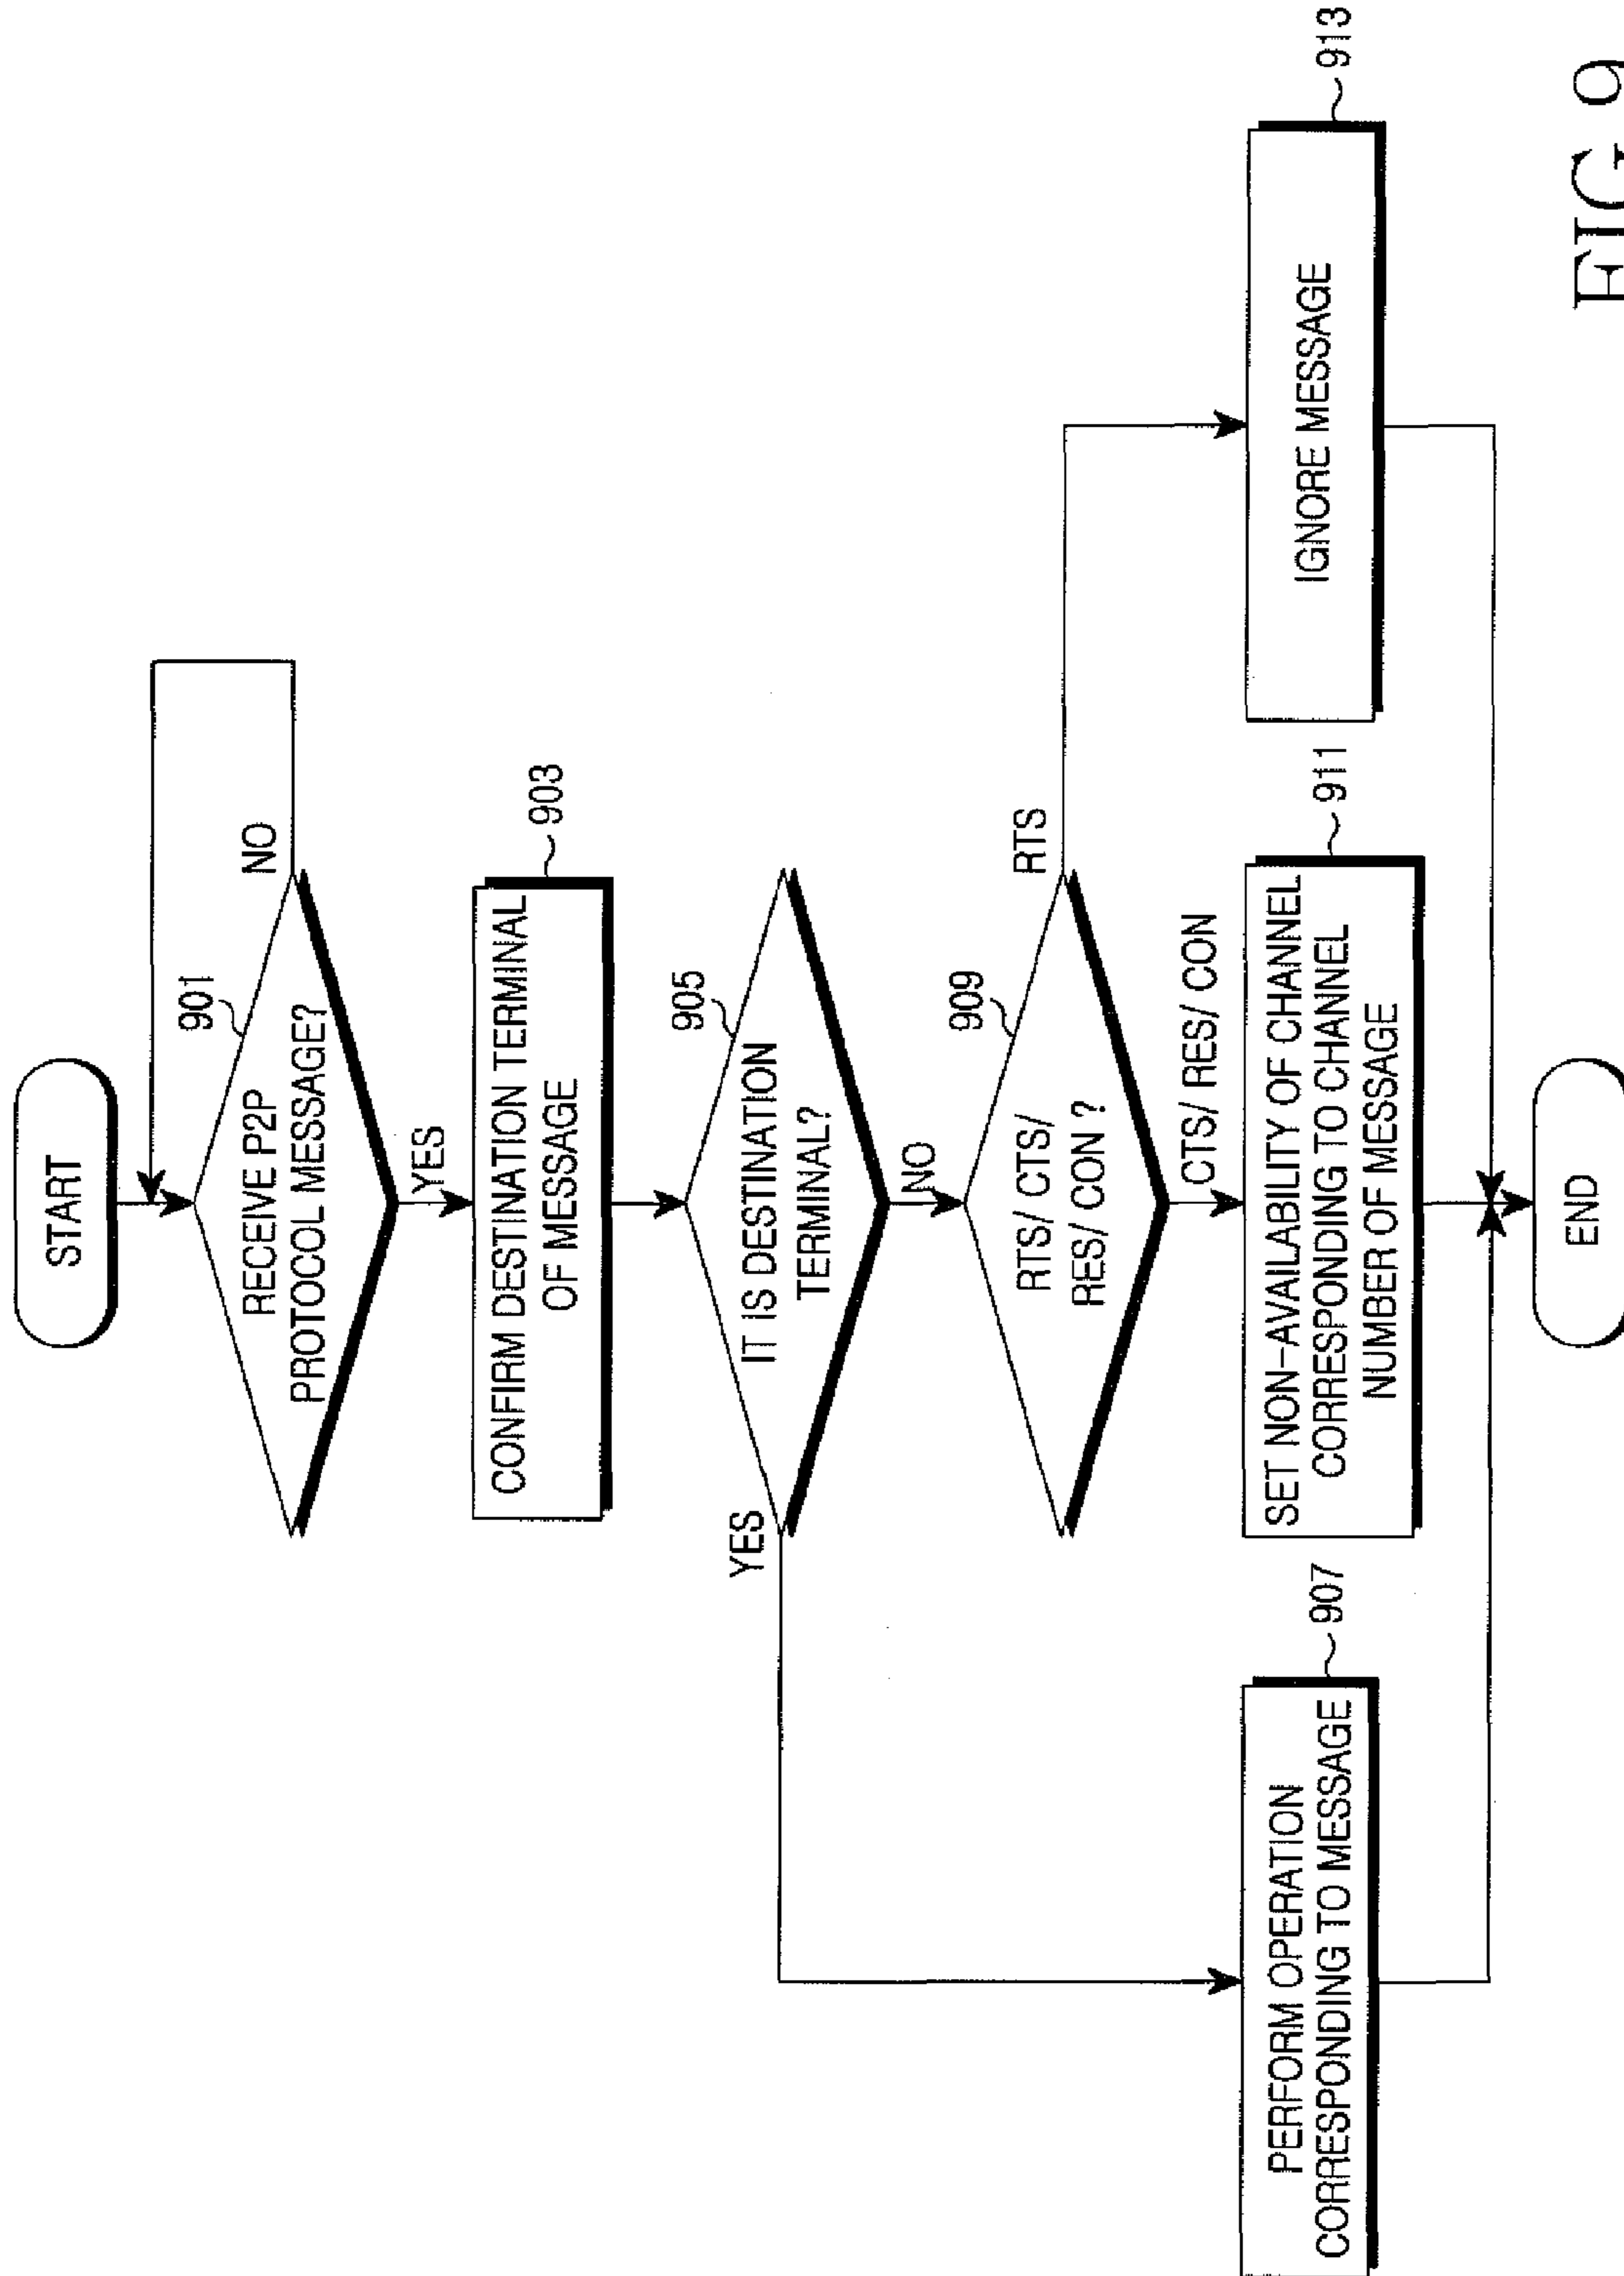 START
901
RECEIVE P2P
PROTOCOL MESSAGE?
NO
YES
903
CONFIRM DESTINATION TERMINAL
OF MESSAGE
905
IT IS DESTINATION
TERMINAL?
YES
NO
909
RTS/ CTS/
RES/ CON ?
RTS
CTS/ RES/ CON
907
PERFORM OPERATION
CORRESPONDING TO MESSAGE
911
SET NON-AVAILABILITY OF CHANNEL
CORRESPONDING TO CHANNEL
NUMBER OF MESSAGE
913
IGNORE MESSAGE
END
FIG.9